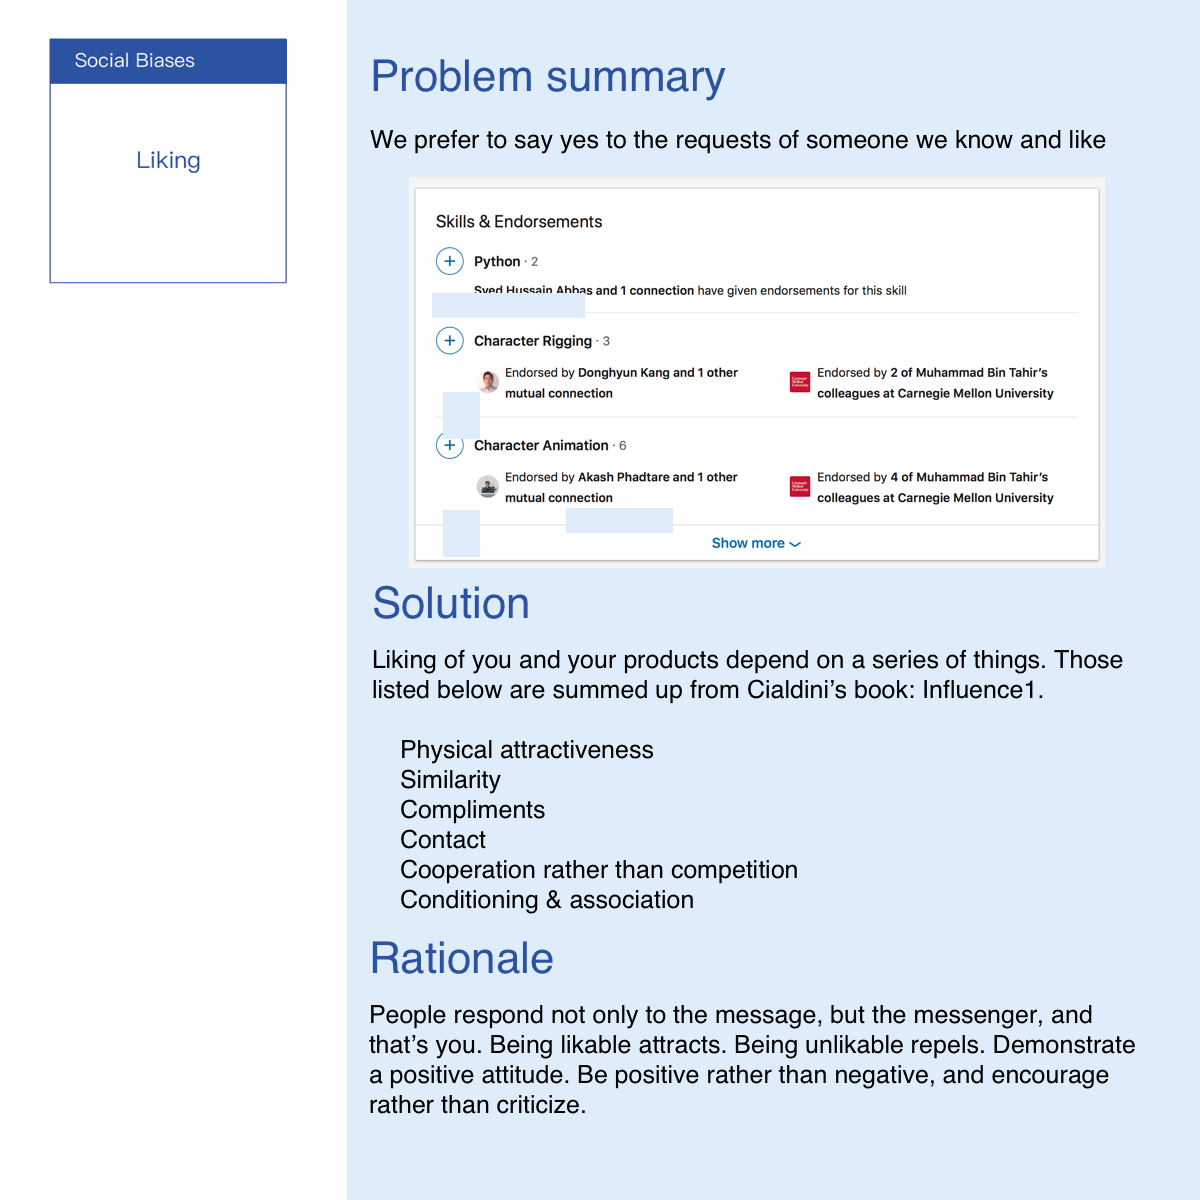 Social Biases
Liking
Problem summary
We prefer to say yes to the requests of someone we know and like
Skills & Endorsements
Python · 2
Syed Hussain Abbas and 1 connection have given endorsements for this skill
Character Rigging · 3
Endorsed by Donghyun Kang and 1 other
mutual connection
Carnegie
Mellon
University
Endorsed by 2 of Muhammad Bin Tahir's
colleagues at Carnegie Mellon University
Character Animation · 6
Endorsed by Akash Phadtare and 1 other
mutual connection
Carnegie
Mellon
University
Endorsed by 4 of Muhammad Bin Tahir's
colleagues at Carnegie Mellon University
Show more
Solution
Liking of you and your products depend on a series of things. Those
listed below are summed up from Cialdini’s book: Influence1.
Physical attractiveness
Similarity
Compliments
Contact
Cooperation rather than competition
Conditioning & association
Rationale
People respond not only to the message, but the messenger, and
that’s you. Being likable attracts. Being unlikable repels. Demonstrate
a positive attitude. Be positive rather than negative, and encourage
rather than criticize.